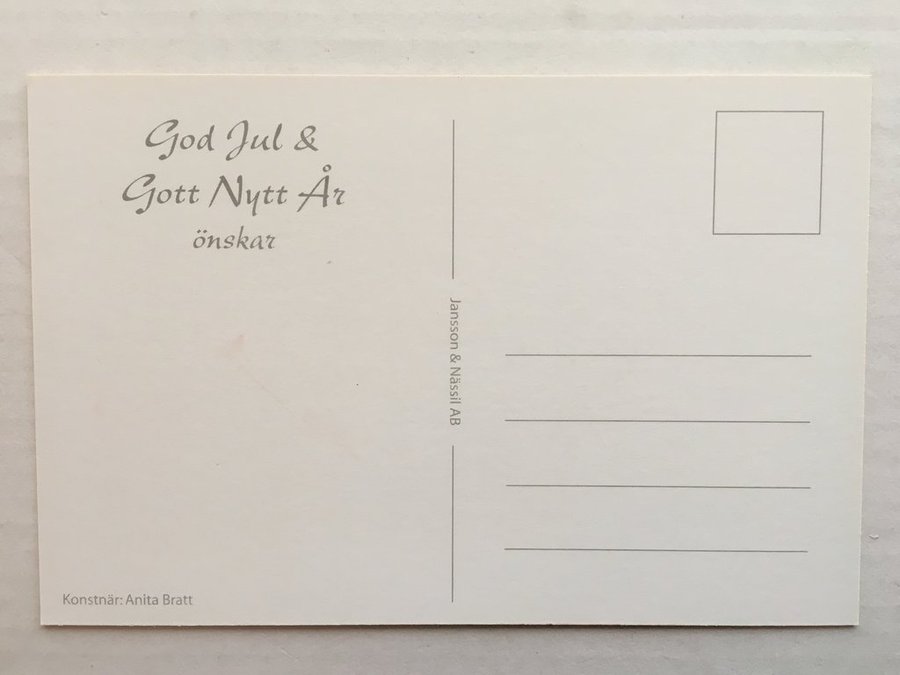 God Jul &
Gott Nytt År
önskar
Konstnär: Anita Bratt
Jansson & Nässil AB